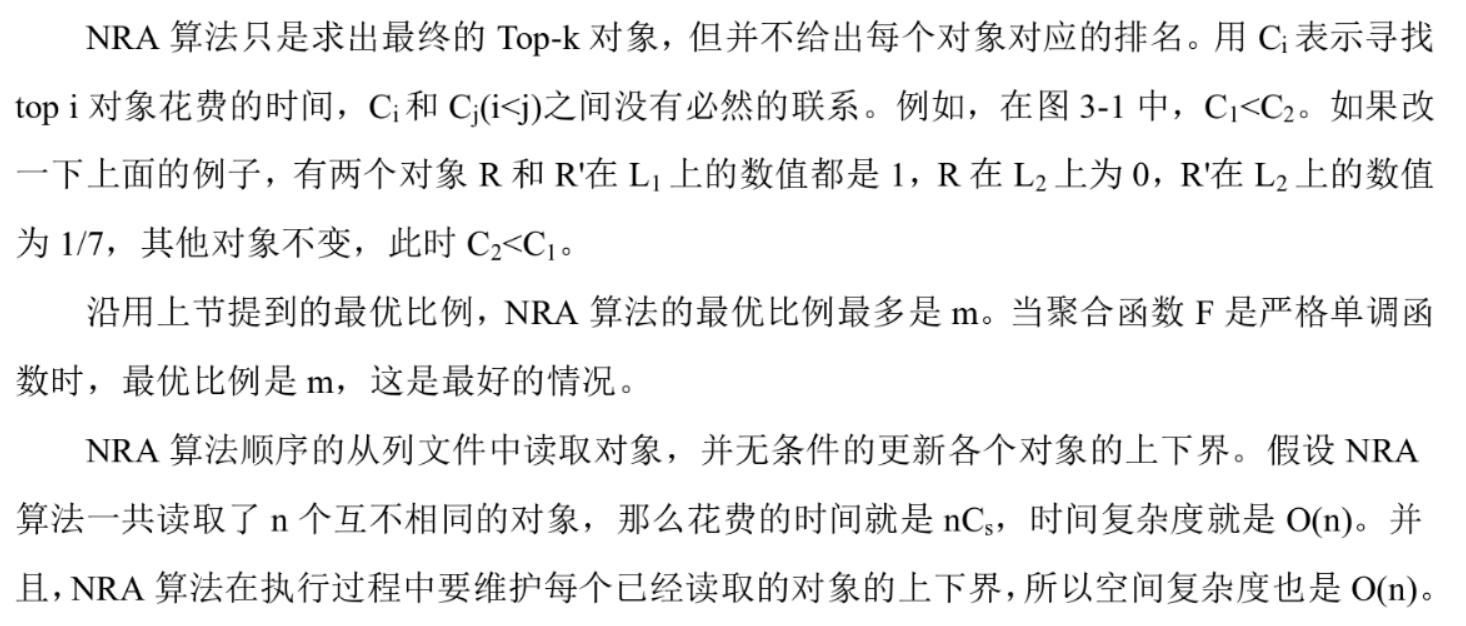 NRA 算法只是求出最终的 Top-k 对象，但并不给出每个对象对应的排名。用 Cᵢ 表示寻找
top i 对象花费的时间，Cᵢ 和 Cⱼ(i<j)之间没有必然的联系。例如，在图 3-1 中，C₁<C₂。如果改
一下上面的例子，有两个对象 R 和 R'在 L₁ 上的数值都是 1，R 在 L₂ 上为 0，R'在 L₂ 上的数值
为 1/7，其他对象不变，此时 C₂<C₁。
沿用上节提到的最优比例，NRA 算法的最优比例最多是 m。当聚合函数 F 是严格单调函
数时，最优比例是 m，这是最好的情况。
NRA 算法顺序的从列文件中读取对象，并无条件的更新各个对象的上下界。假设 NRA
算法一共读取了 n 个互不相同的对象，那么花费的时间就是 nCₛ，时间复杂度就是 O(n)。并
且，NRA 算法在执行过程中要维护每个已经读取的对象的上下界，所以空间复杂度也是 O(n)。